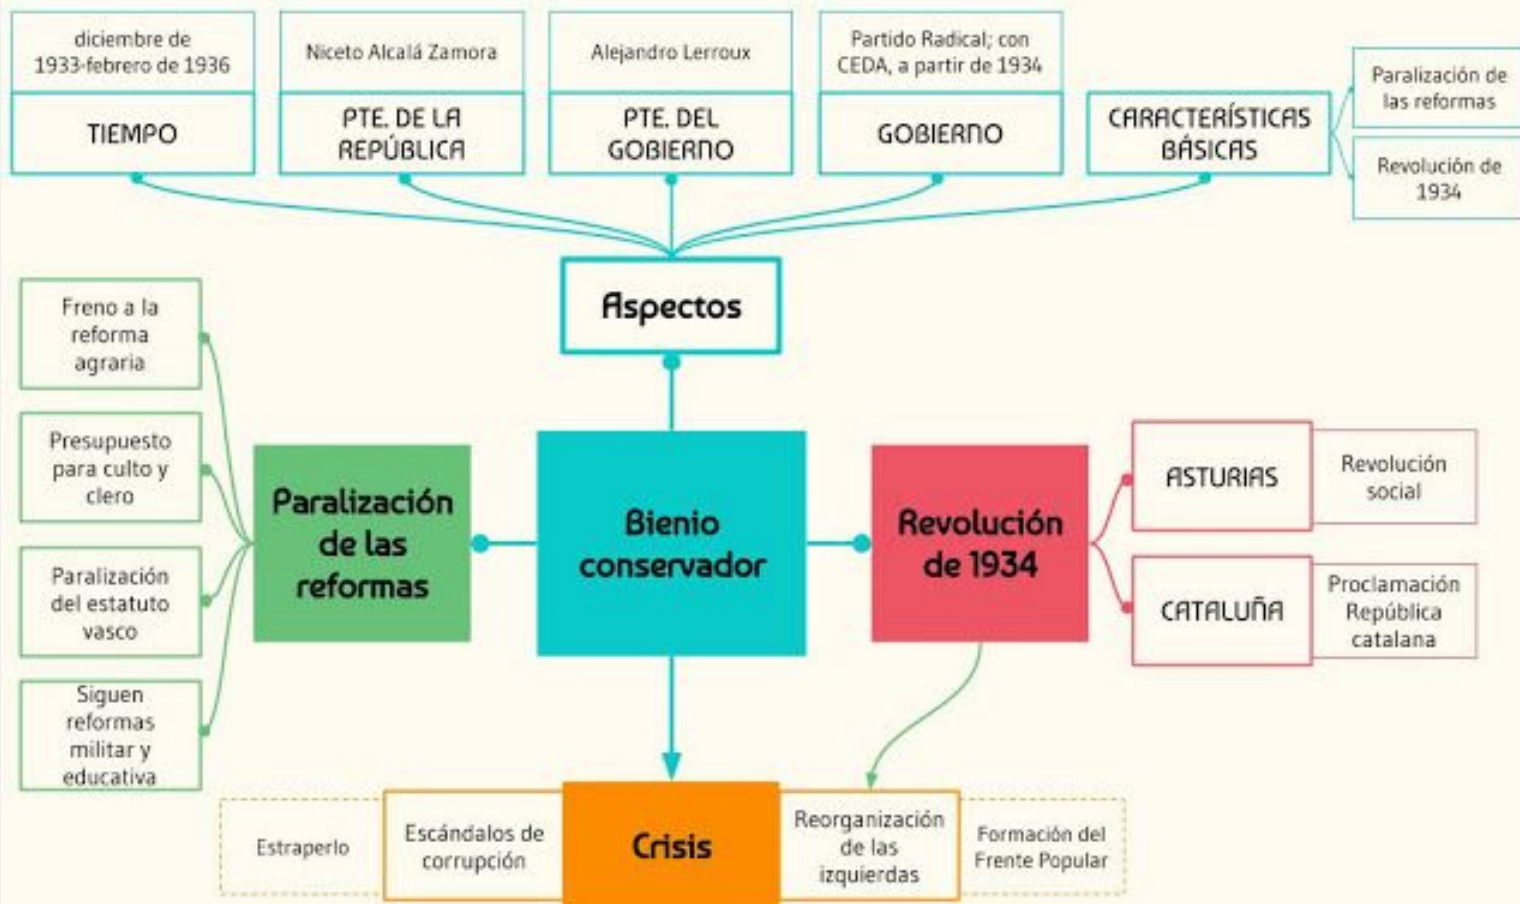 diciembre de
1933-febrero de 1936
TIEMPO
Niceto Alcalá Zamora
PTE. DE LA
REPÚBLICA
Alejandro Lerroux
PTE. DEL
GOBIERNO
Partido Radical; con
CEDA, a partir de 1934
GOBIERNO
CARACTERÍSTICAS
BÁSICAS
Paralización de
las reformas
Revolución de
1934
Aspectos
Freno a la
reforma
agraria
Presupuesto
para culto y
clero
Paralización
del estatuto
vasco
Siguen
reformas
militar y
educativa
Paralización
de las
reformas
Bienio
conservador
Revolución
de 1934
ASTURIAS
Revolución
social
CATALUÑA
Proclamación
República
catalana
Estraperlo
Escándalos de
corrupción
Crisis
Reorganización
de las
izquierdas
Formación del
Frente Popular